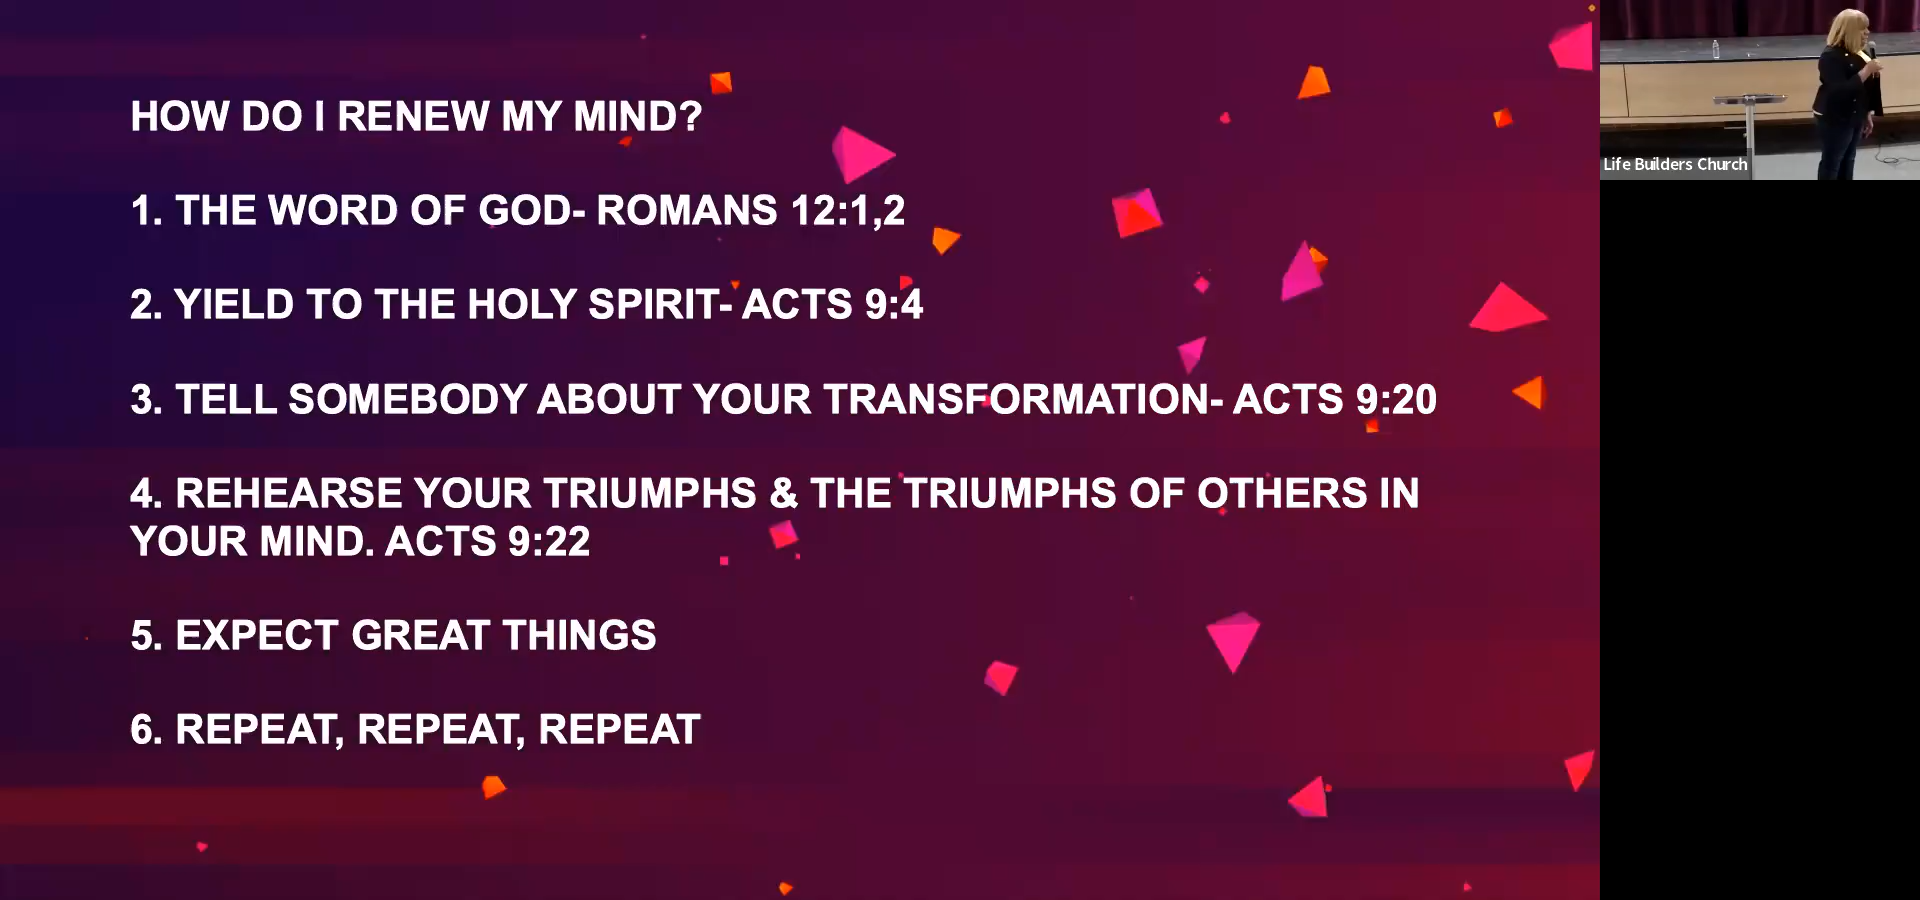 HOW DO I RENEW MY MIND?
1. THE WORD OF GOD- ROMANS 12:1,2
2. YIELD TO THE HOLY SPIRIT- ACTS 9:4
3. TELL SOMEBODY ABOUT YOUR TRANSFORMATION- ACTS 9:20
4. REHEARSE YOUR TRIUMPHS & THE TRIUMPHS OF OTHERS IN
YOUR MIND. ACTS 9:22
5. EXPECT GREAT THINGS
6. REPEAT, REPEAT, REPEAT
Life Builders Church